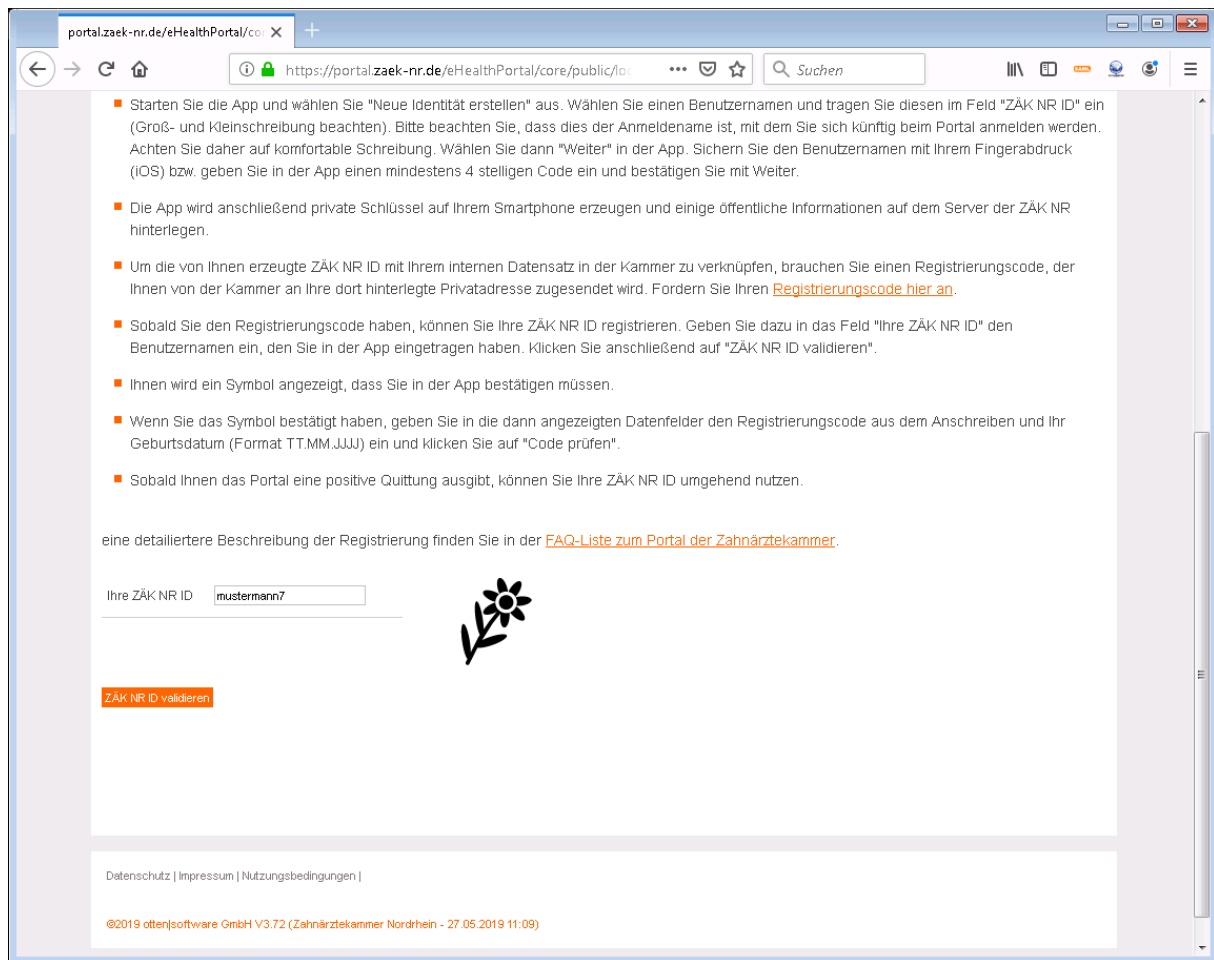 portal.zaek-nr.de/eHealthPortal/co
https://portal.zaek-nr.de/eHealthPortal/core/public/loc
Suchen
Starten Sie die App und wählen Sie "Neue Identität erstellen" aus. Wählen Sie einen Benutzernamen und tragen Sie diesen im Feld "ZÄK NR ID" ein
(Groß- und Kleinschreibung beachten). Bitte beachten Sie, dass dies der Anmeldename ist, mit dem Sie sich künftig beim Portal anmelden werden.
Achten Sie daher auf komfortable Schreibung. Wählen Sie dann "Weiter" in der App. Sichern Sie den Benutzernamen mit Ihrem Fingerabdruck
(iOS) bzw. geben Sie in der App einen mindestens 4 stelligen Code ein und bestätigen Sie mit Weiter.
Die App wird anschließend private Schlüssel auf Ihrem Smartphone erzeugen und einige öffentliche Informationen auf dem Server der ZÄK NR
hinterlegen.
Um die von Ihnen erzeugte ZÄK NR ID mit Ihrem internen Datensatz in der Kammer zu verknüpfen, brauchen Sie einen Registrierungscode, der
Ihnen von der Kammer an Ihre dort hinterlegte Privatadresse zugesendet wird. Fordern Sie Ihren Registrierungscode hier an.
Sobald Sie den Registrierungscode haben, können Sie Ihre ZÄK NR ID registrieren. Geben Sie dazu in das Feld "Ihre ZÄK NR ID" den
Benutzernamen ein, den Sie in der App eingetragen haben. Klicken Sie anschließend auf "ZÄK NR ID validieren".
Ihnen wird ein Symbol angezeigt, dass Sie in der App bestätigen müssen.
Wenn Sie das Symbol bestätigt haben, geben Sie in die dann angezeigten Datenfelder den Registrierungscode aus dem Anschreiben und Ihr
Geburtsdatum (Format TT.MM.JJJJ) ein und klicken Sie auf "Code prüfen".
Sobald Ihnen das Portal eine positive Quittung ausgibt, können Sie Ihre ZÄK NR ID umgehend nutzen.
eine detailiertere Beschreibung der Registrierung finden Sie in der FAQ-Liste zum Portal der Zahnärztekammer.
Ihre ZÄK NR ID mustermann7
ZÄK NR ID validieren
Datenschutz | Impressum | Nutzungsbedingungen |
©2019 otten|software GmbH V3.72 (Zahnärztekammer Nordrhein - 27.05.2019 11:09)